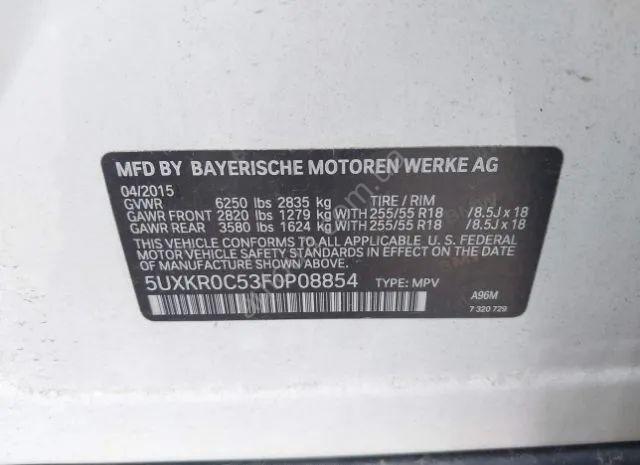 MFD BY BAYERISCHE MOTOREN WERKE AG
04/2015
GVWR 6250 lbs 2835 kg TIRE / RIM
GAWR FRONT 2820 lbs 1279 kg WITH 255/55 R18 /8.5J x 18
GAWR REAR 3580 lbs 1624 kg WITH 255/55 R18 /8.5J x 18
THIS VEHICLE CONFORMS TO ALL APPLICABLE U. S. FEDERAL
MOTOR VEHICLE SAFETY STANDARDS IN EFFECT ON THE DATE
OF MANUFACTURE SHOWN ABOVE.
5UXKR0C53F0P08854 TYPE: MPV
A96M
7 320 729